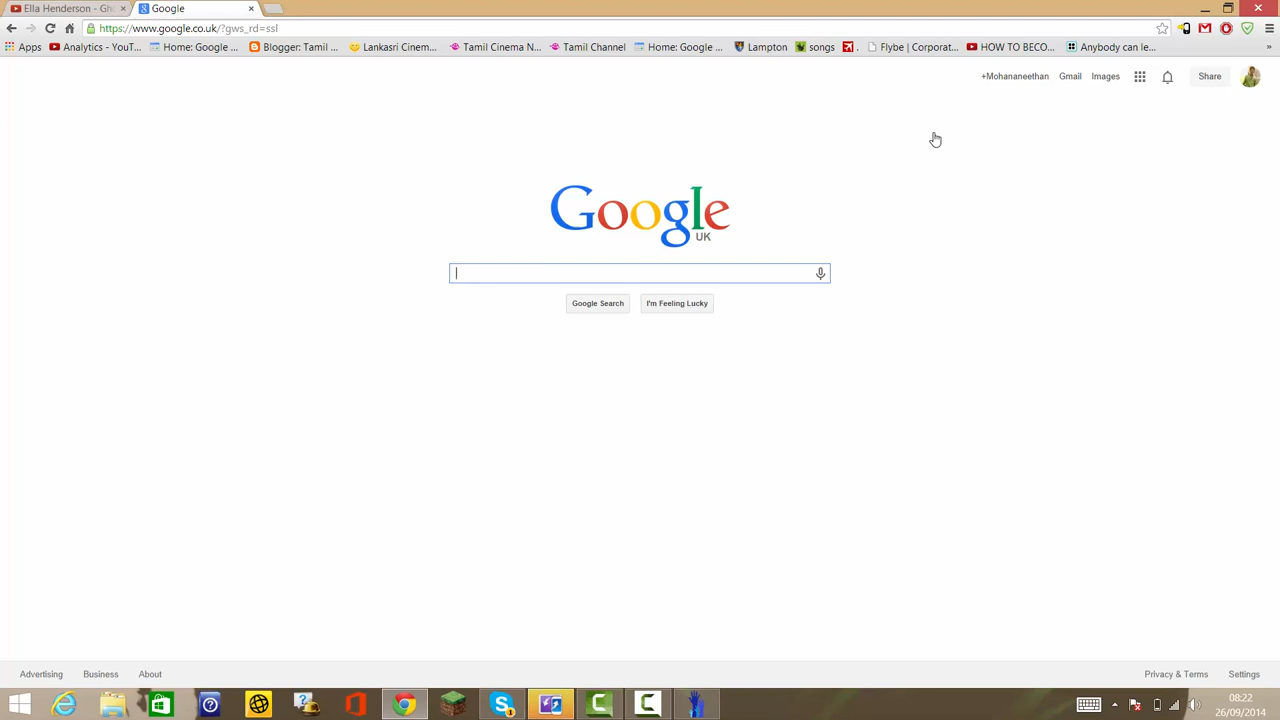 Ella Henderson - Gh
Google
https://www.google.co.uk/?gws_rd=ssl
Apps Analytics - YouT... Home: Google ... Blogger: Tamil ... Lankasri Cinem... Tamil Cinema N... Tamil Channel Home: Google ... Lampton songs . Flybe | Corporat... HOW TO BECO... Anybody can le... »
+Mohananeethan Gmail Images Share
Google
UK
Google Search I'm Feeling Lucky
Advertising Business About Privacy & Terms Settings
08:22
26/09/2014